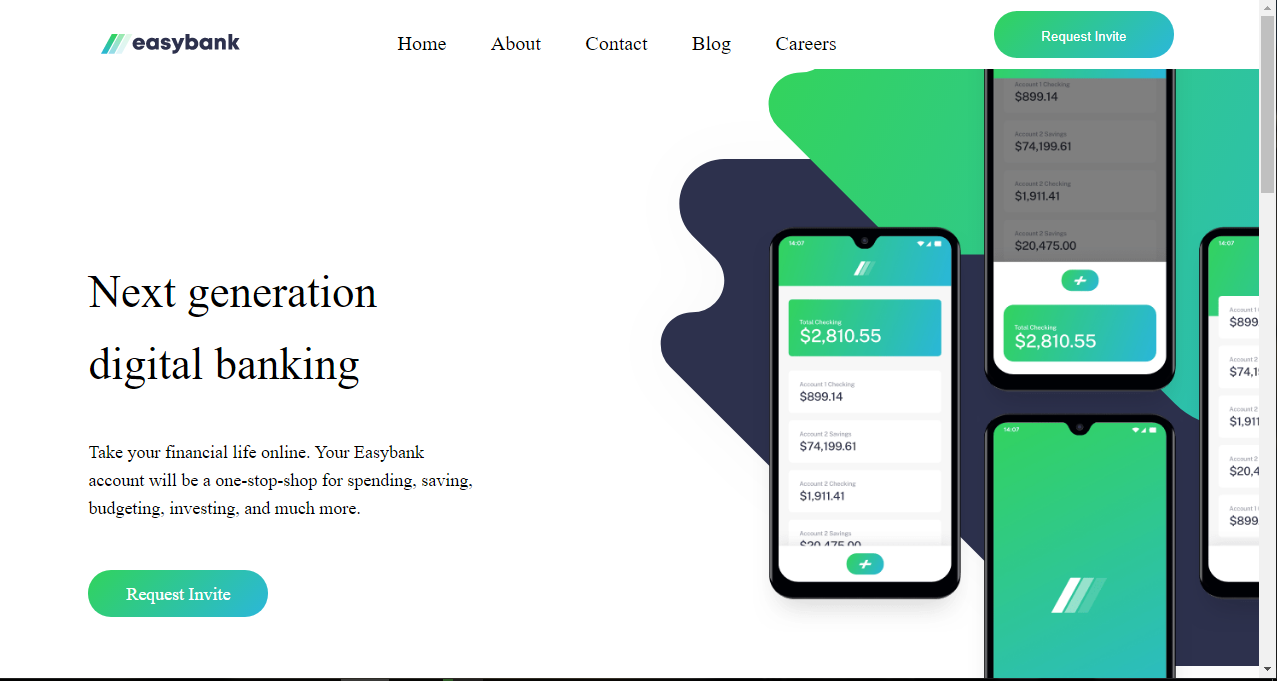 easybank
Home About Contact Blog Careers
Request Invite
Next generation
digital banking
Take your financial life online. Your Easybank
account will be a one-stop-shop for spending, saving,
budgeting, investing, and much more.
Request Invite
14:07
Total Checking
$2,810.55
Account 1 Checking
$899.14
Account 2 Savings
$74,199.61
Account 2 Checking
$1,911.41
Account 2 Savings
$20,475.00
Account 1 Checking
$899.14
Account 2 Savings
$74,199.61
Account 2 Checking
$1,911.41
Account 2 Savings
$20,475.00
Total Checking
$2,810.55
14:07
14:07
Account 1
$899
Account 2
$74,1
Account 2
$1,911
Account 2
$20,4
Account 1
$899